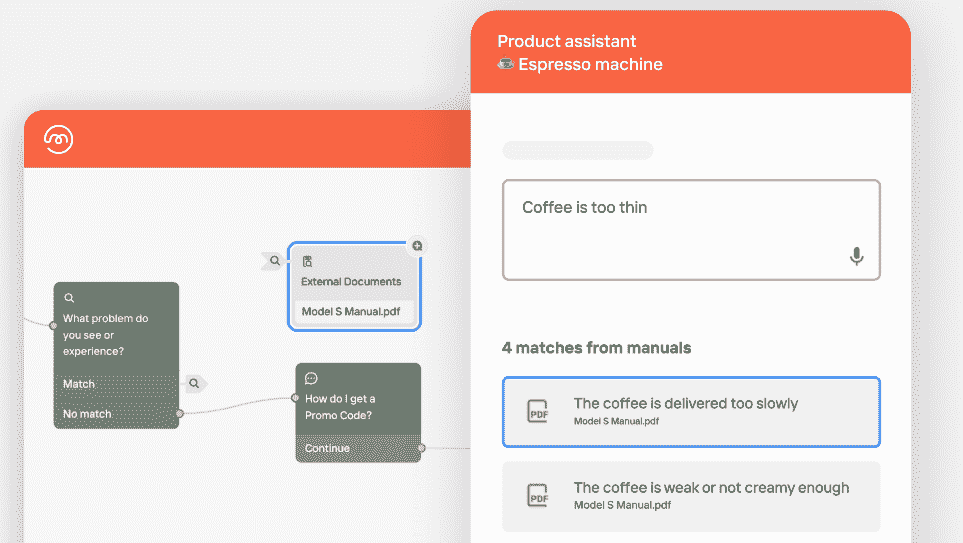 Product assistant
☕ Espresso machine
Coffee is too thin
4 matches from manuals
PDF
The coffee is delivered too slowly
Model S Manual.pdf
PDF
The coffee is weak or not creamy enough
Model S Manual.pdf
External Documents
Model S Manual.pdf
What problem do
you see or
experience?
Match
No match
How do I get a
Promo Code?
Continue